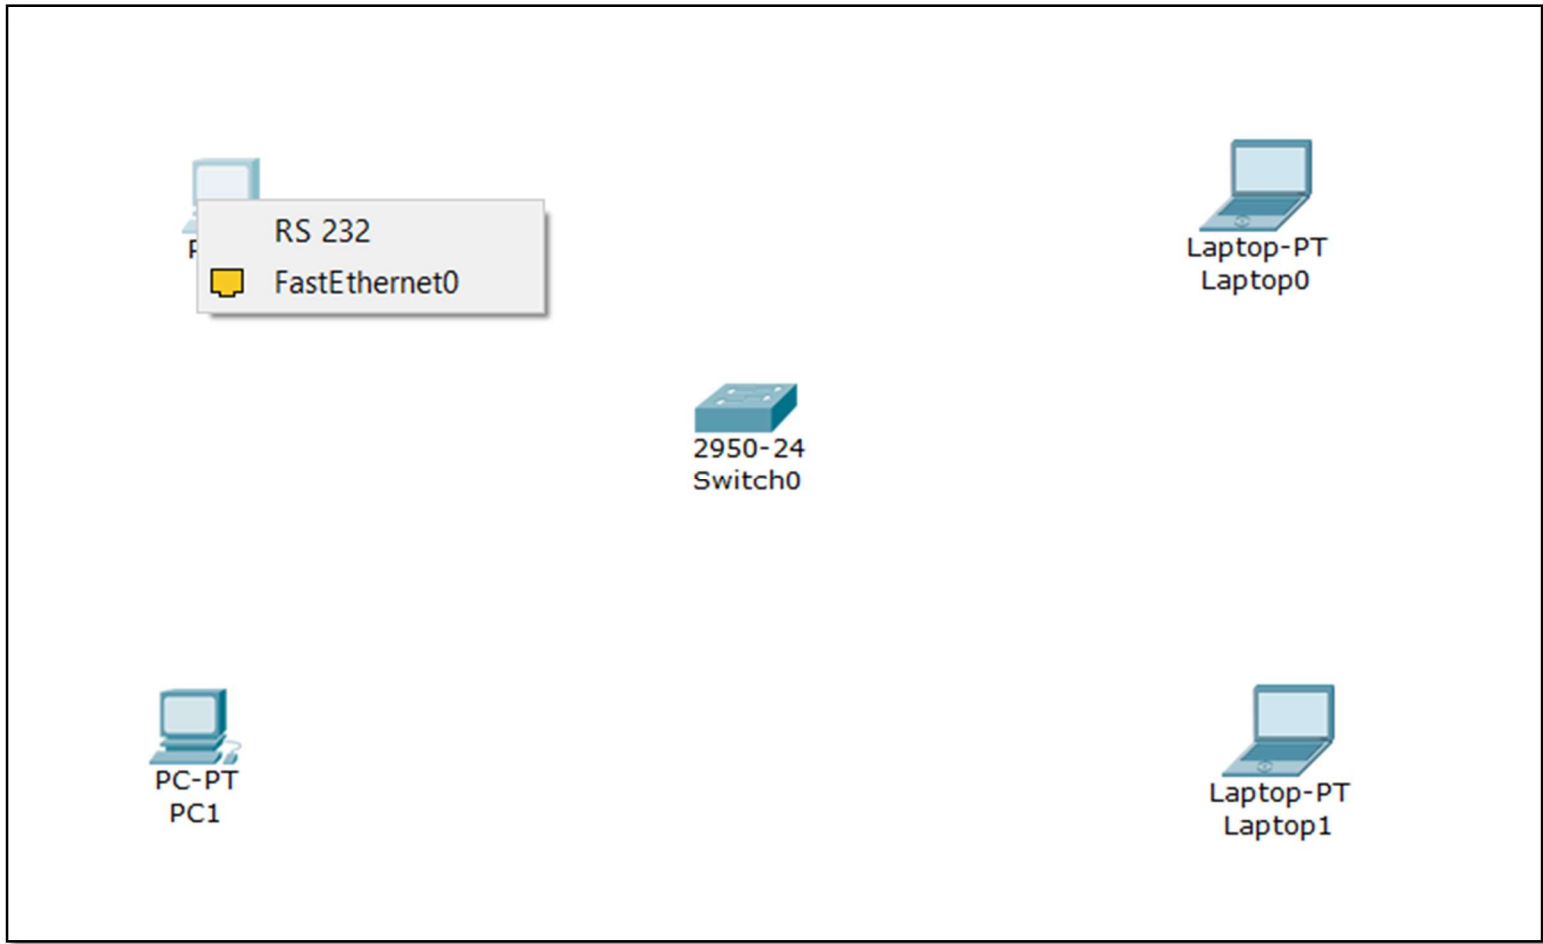 RS 232
FastEthernet0
Laptop-PT
Laptop0
2950-24
Switch0
PC-PT
PC1
Laptop-PT
Laptop1